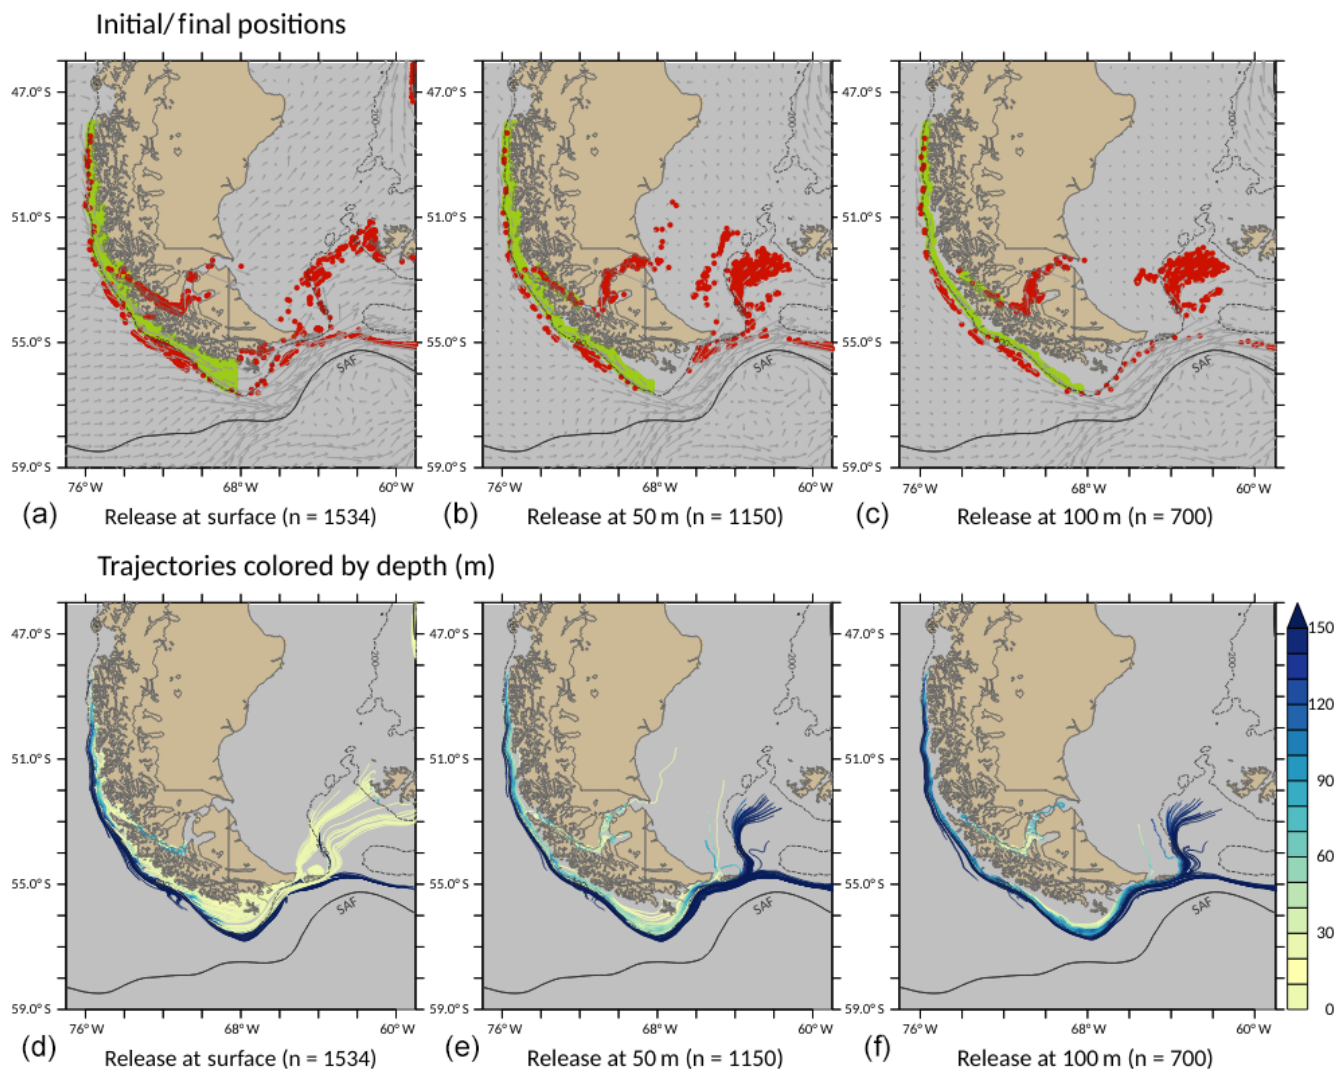 Initial/final positions
47.0°S
51.0°S
55.0°S
59.0°S
200
SAF
76°W
68°W
60°W
47.0°S
51.0°S
55.0°S
59.0°S
200
SAF
76°W
68°W
60°W
47.0°S
51.0°S
55.0°S
59.0°S
200
SAF
76°W
68°W
60°W
(a) Release at surface (n = 1534)
(b) Release at 50 m (n = 1150)
(c) Release at 100 m (n = 700)
Trajectories colored by depth (m)
47.0°S
51.0°S
55.0°S
59.0°S
SAF
76°W
68°W
60°W
47.0°S
51.0°S
55.0°S
59.0°S
200
SAF
76°W
68°W
60°W
47.0°S
51.0°S
55.0°S
59.0°S
200
SAF
76°W
68°W
60°W
150
120
90
60
30
0
(d) Release at surface (n = 1534)
(e) Release at 50 m (n = 1150)
(f) Release at 100 m (n = 700)